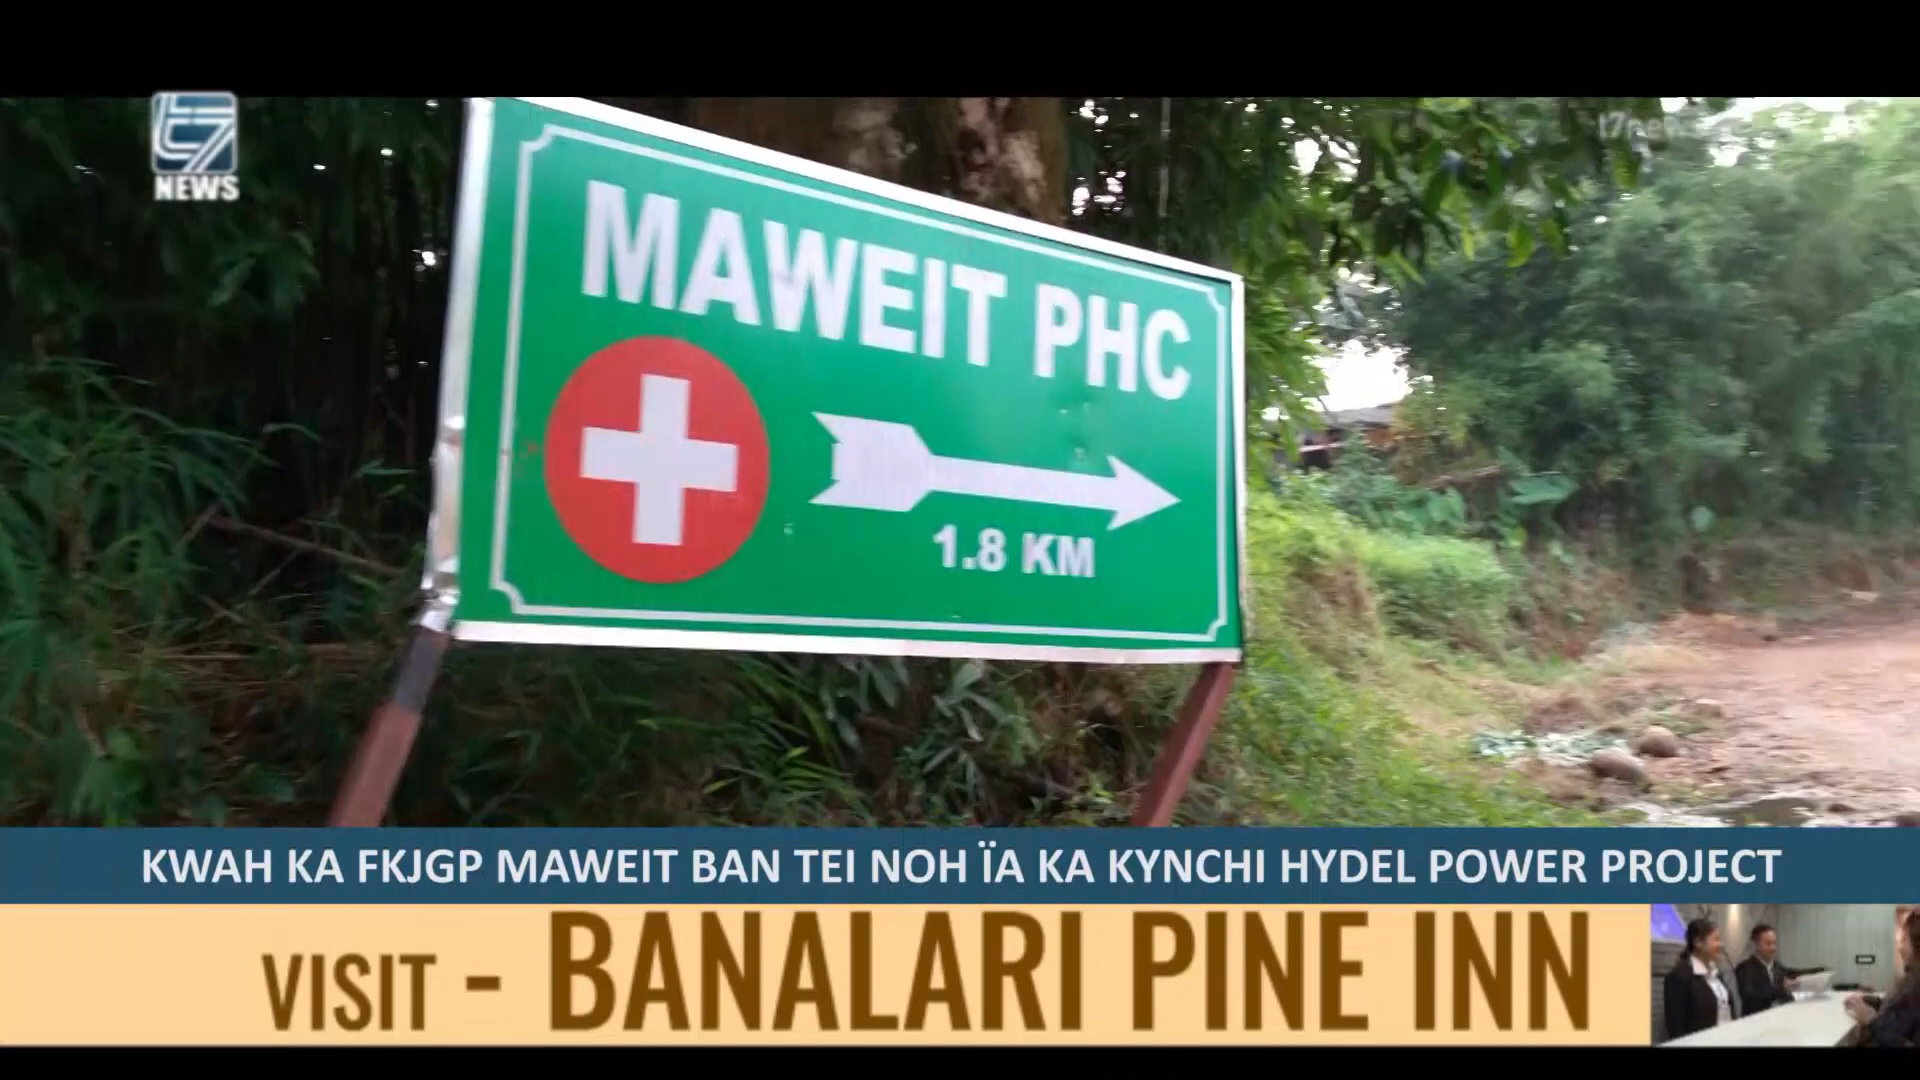 NEWS
t7news
MAWEIT PHC
1.8 KM
KWAH KA FKJGP MAWEIT BAN TEI NOH ÏA KA KYNCHI HYDEL POWER PROJECT
VISIT - BANALARI PINE INN